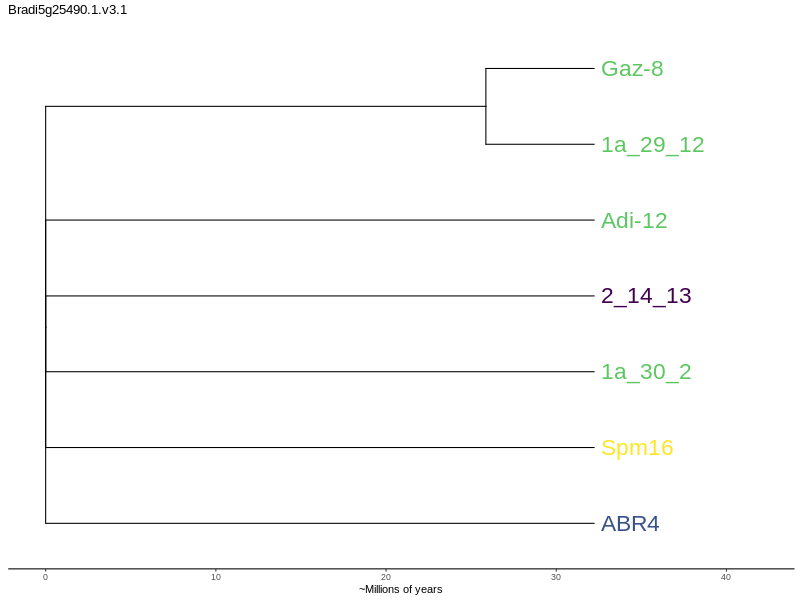 Bradi5g25490.1.v3.1
Gaz-8
1a_29_12
Adi-12
2_14_13
1a_30_2
Spm16
ABR4
0 10 20 30 40
~Millions of years